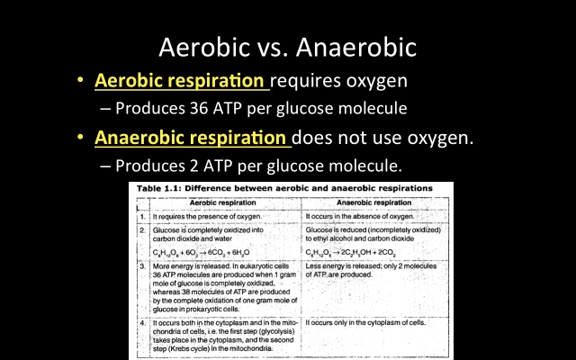 Aerobic vs. Anaerobic
• Aerobic respiration requires oxygen
– Produces 36 ATP per glucose molecule
• Anaerobic respiration does not use oxygen.
– Produces 2 ATP per glucose molecule.
Table 1.1: Difference between aerobic and anaerobic respirations
Aerobic respiration Anaerobic respiration
1. It requires the presence of oxygen. It occurs in the absence of oxygen.
2. Glucose is completely oxidized into Glucose is reduced (incompletely oxidized)
carbon dioxide and water to ethyl alcohol and carbon dioxide
C₆H₁₂O₆ + 6O₂ → 6CO₂ + 6H₂O C₆H₁₂O₆ → 2C₂H₅OH + 2CO₂
3. More energy is released. In eukaryotic cells Less energy is released; only 2 molecules
36 ATP molecules are produced when 1 gram of ATP are produced.
mole of glucose is completely oxidized,
whereas 38 molecules of ATP are produced
by the complete oxidation of one gram mole of
glucose in prokaryotic cells.
4. It occurs both in the cytoplasm and in the mito- It occurs only in the cytoplasm of cells.
chondria of cells, i.e. the first step (glycolysis)
takes place in the cytoplasm, and the second
step (Krebs cycle) in the mitochondria.